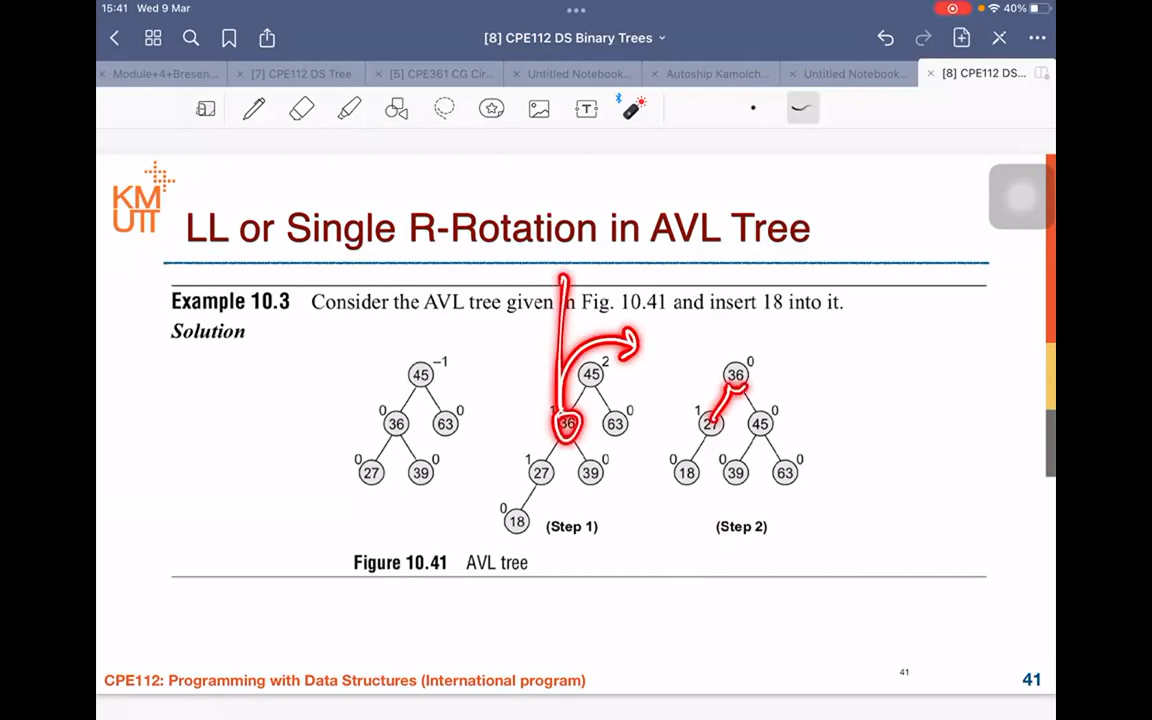 15:41 Wed 9 Mar
40%
[8] CPE112 DS Binary Trees
Module+4+Bresen...
[7] CPE112 DS Tree
[5] CPE361 CG Cir...
Untitled Notebook...
Autoship Kamolch...
Untitled Notebook...
[8] CPE112 DS...
T
KM
UTT
LL or Single R-Rotation in AVL Tree
Example 10.3 Consider the AVL tree given in Fig. 10.41 and insert 18 into it.
Solution
-1 2 0
45 45 36
0 0 1 0 1 0
36 63 36 63 27 45
0 0 1 0 0 0 0
27 39 27 39 18 39 63
0
18
(Step 1) (Step 2)
Figure 10.41 AVL tree
41
CPE112: Programming with Data Structures (International program)
41